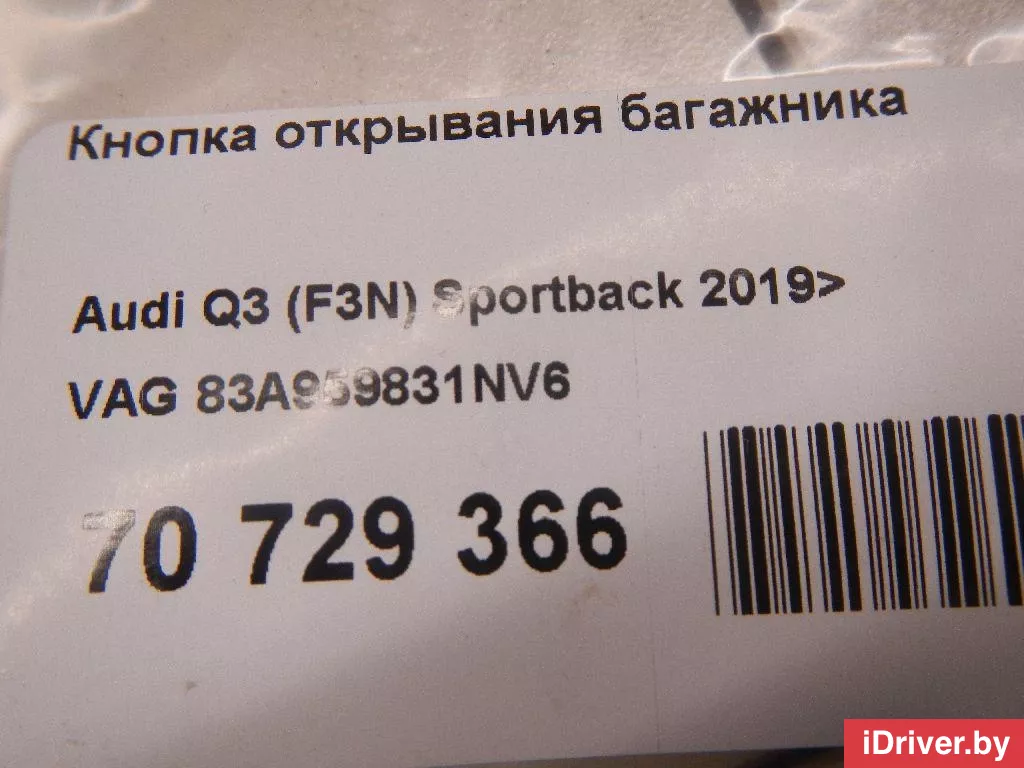 Кнопка открывания багажника
Audi Q3 (F3N) Sportback 2019>
VAG 83A959831NV6
70 729 366
iDriver.by